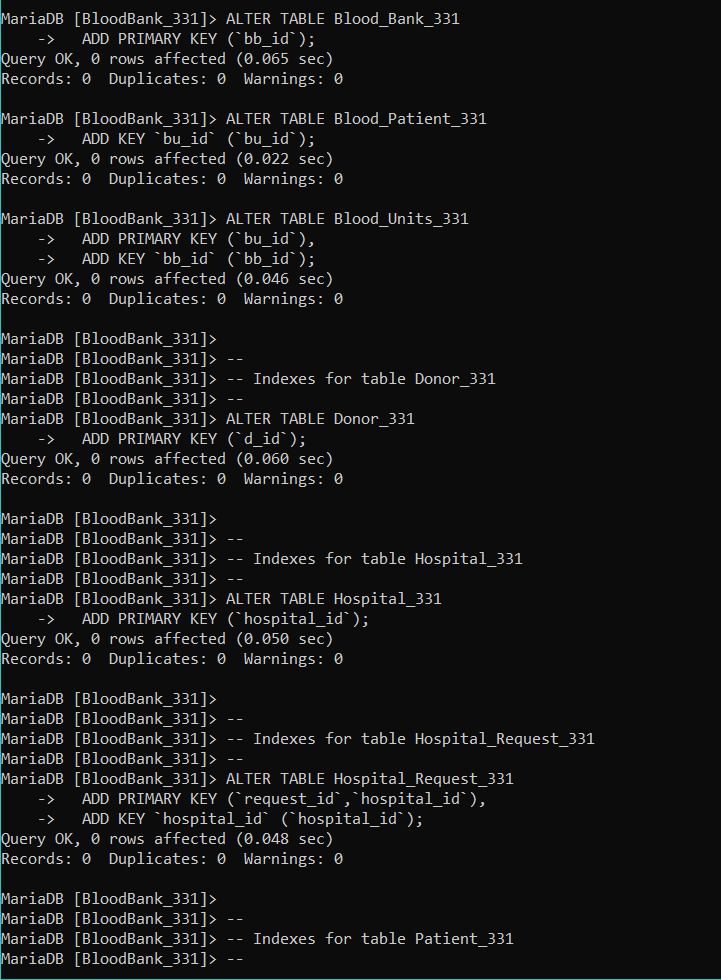 MariaDB [BloodBank_331]> ALTER TABLE Blood_Bank_331
    ->   ADD PRIMARY KEY (`bb_id`);
Query OK, 0 rows affected (0.065 sec)
Records: 0  Duplicates: 0  Warnings: 0

MariaDB [BloodBank_331]> ALTER TABLE Blood_Patient_331
    ->   ADD KEY `bu_id` (`bu_id`);
Query OK, 0 rows affected (0.022 sec)
Records: 0  Duplicates: 0  Warnings: 0

MariaDB [BloodBank_331]> ALTER TABLE Blood_Units_331
    ->   ADD PRIMARY KEY (`bu_id`),
    ->   ADD KEY `bb_id` (`bb_id`);
Query OK, 0 rows affected (0.046 sec)
Records: 0  Duplicates: 0  Warnings: 0

MariaDB [BloodBank_331]>
MariaDB [BloodBank_331]> --
MariaDB [BloodBank_331]> -- Indexes for table Donor_331
MariaDB [BloodBank_331]> --
MariaDB [BloodBank_331]> ALTER TABLE Donor_331
    ->   ADD PRIMARY KEY (`d_id`);
Query OK, 0 rows affected (0.060 sec)
Records: 0  Duplicates: 0  Warnings: 0

MariaDB [BloodBank_331]>
MariaDB [BloodBank_331]> --
MariaDB [BloodBank_331]> -- Indexes for table Hospital_331
MariaDB [BloodBank_331]> --
MariaDB [BloodBank_331]> ALTER TABLE Hospital_331
    ->   ADD PRIMARY KEY (`hospital_id`);
Query OK, 0 rows affected (0.050 sec)
Records: 0  Duplicates: 0  Warnings: 0

MariaDB [BloodBank_331]>
MariaDB [BloodBank_331]> --
MariaDB [BloodBank_331]> -- Indexes for table Hospital_Request_331
MariaDB [BloodBank_331]> --
MariaDB [BloodBank_331]> ALTER TABLE Hospital_Request_331
    ->   ADD PRIMARY KEY (`request_id`,`hospital_id`),
    ->   ADD KEY `hospital_id` (`hospital_id`);
Query OK, 0 rows affected (0.048 sec)
Records: 0  Duplicates: 0  Warnings: 0

MariaDB [BloodBank_331]>
MariaDB [BloodBank_331]> --
MariaDB [BloodBank_331]> -- Indexes for table Patient_331
MariaDB [BloodBank_331]> --